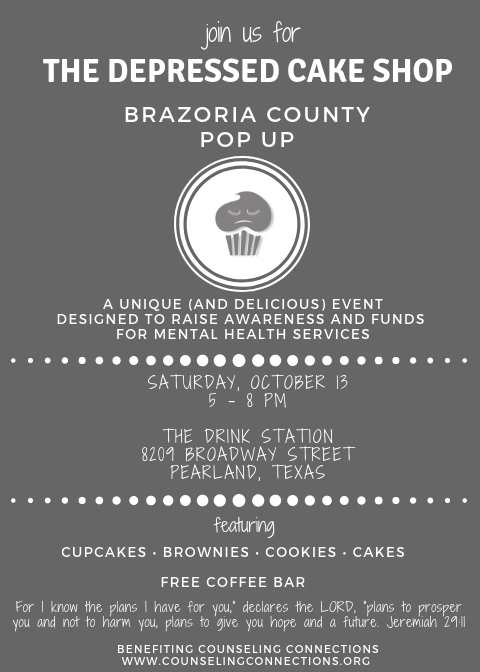 join us for
THE DEPRESSED CAKE SHOP
BRAZORIA COUNTY
POP UP
A UNIQUE (AND DELICIOUS) EVENT
DESIGNED TO RAISE AWARENESS AND FUNDS
FOR MENTAL HEALTH SERVICES
SATURDAY, OCTOBER 13
5 - 8 PM
THE DRINK STATION
8209 BROADWAY STREET
PEARLAND, TEXAS
featuring
CUPCAKES • BROWNIES • COOKIES • CAKES
FREE COFFEE BAR
For I know the plans I have for you," declares the LORD, "plans to prosper
you and not to harm you, plans to give you hope and a future. Jeremiah 29:11
BENEFITING COUNSELING CONNECTIONS
WWW.COUNSELINGCONNECTIONS.ORG